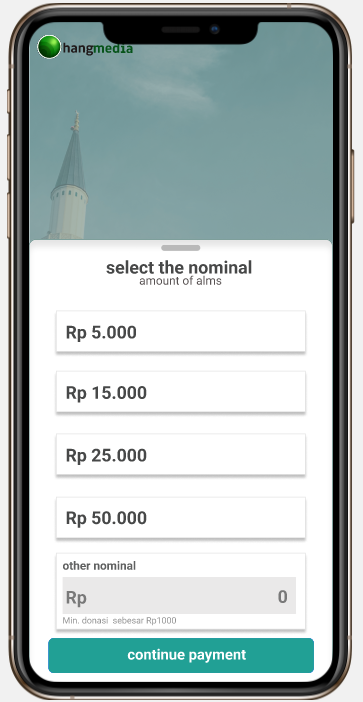 hangmedia
select the nominal
amount of alms
Rp 5.000
Rp 15.000
Rp 25.000
Rp 50.000
other nominal
Rp 0
Min. donasi sebesar Rp1000
continue payment